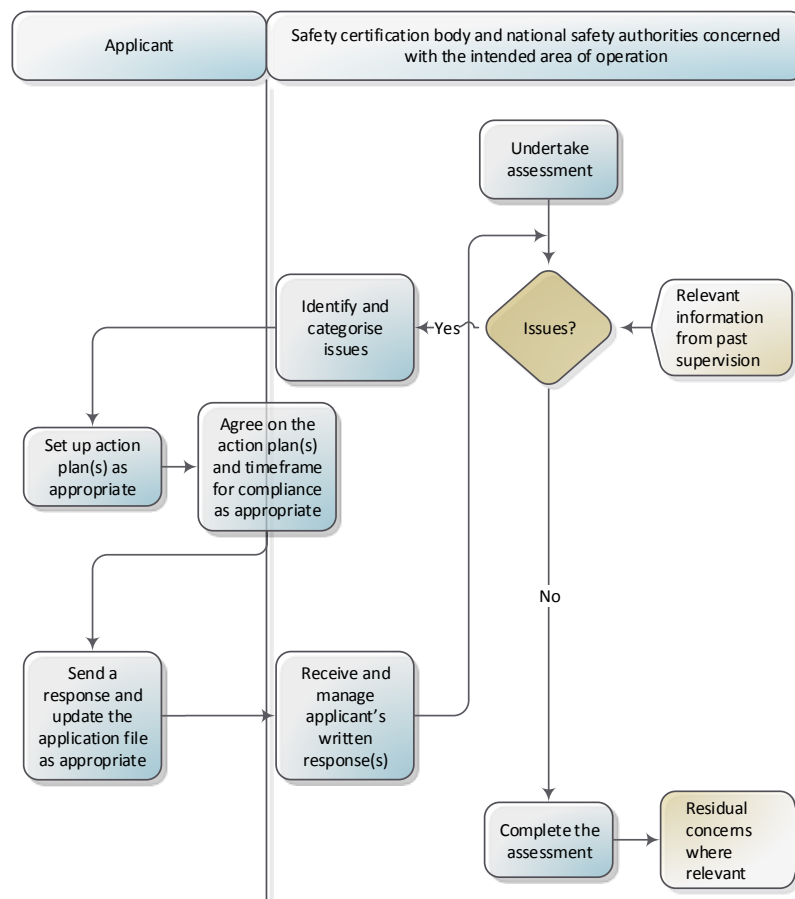 Applicant
Safety certification body and national safety authorities concerned
with the intended area of operation
Undertake
assessment
Identify and
categorise
issues
Yes
Issues?
Relevant
information
from past
supervision
Set up action
plan(s) as
appropriate
Agree on the
action plan(s)
and timeframe
for compliance
as appropriate
No
Send a
response and
update the
application file
as appropriate
Receive and
manage
applicant’s
written
response(s)
Complete the
assessment
Residual
concerns
where
relevant